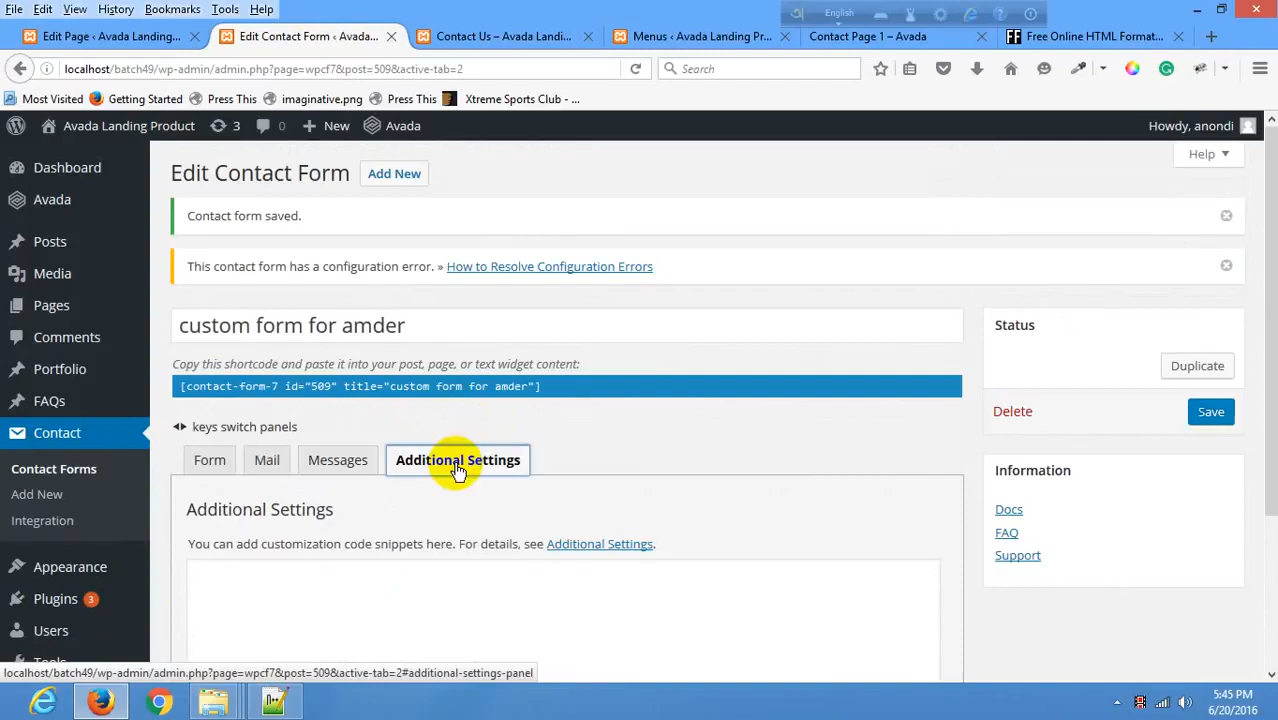 File Edit View History Bookmarks Tools Help
English
Edit Page ‹ Avada Landing...
Edit Contact Form ‹ Avada...
Contact Us – Avada Landi...
Menus ‹ Avada Landing Pr...
Contact Page 1 – Avada
Free Online HTML Format...
localhost/batch49/wp-admin/admin.php?page=wpcf7&post=509&active-tab=2
Search
Most Visited Getting Started Press This imaginative.png Press This Xtreme Sports Club - ...
Avada Landing Product 3 0 New Avada
Howdy, anondi
Dashboard
Avada
Posts
Media
Pages
Comments
Portfolio
FAQs
Contact
Contact Forms
Add New
Integration
Appearance
Plugins 3
Users
Help
Edit Contact Form Add New
Contact form saved.
This contact form has a configuration error. » How to Resolve Configuration Errors
custom form for amder
Copy this shortcode and paste it into your post, page, or text widget content:
[contact-form-7 id="509" title="custom form for amder"]
keys switch panels
Form Mail Messages Additional Settings
Additional Settings
You can add customization code snippets here. For details, see Additional Settings.
Status
Duplicate
Delete Save
Information
Docs
FAQ
Support
localhost/batch49/wp-admin/admin.php?page=wpcf7&post=509&active-tab=2#additional-settings-panel
5:45 PM
6/20/2016